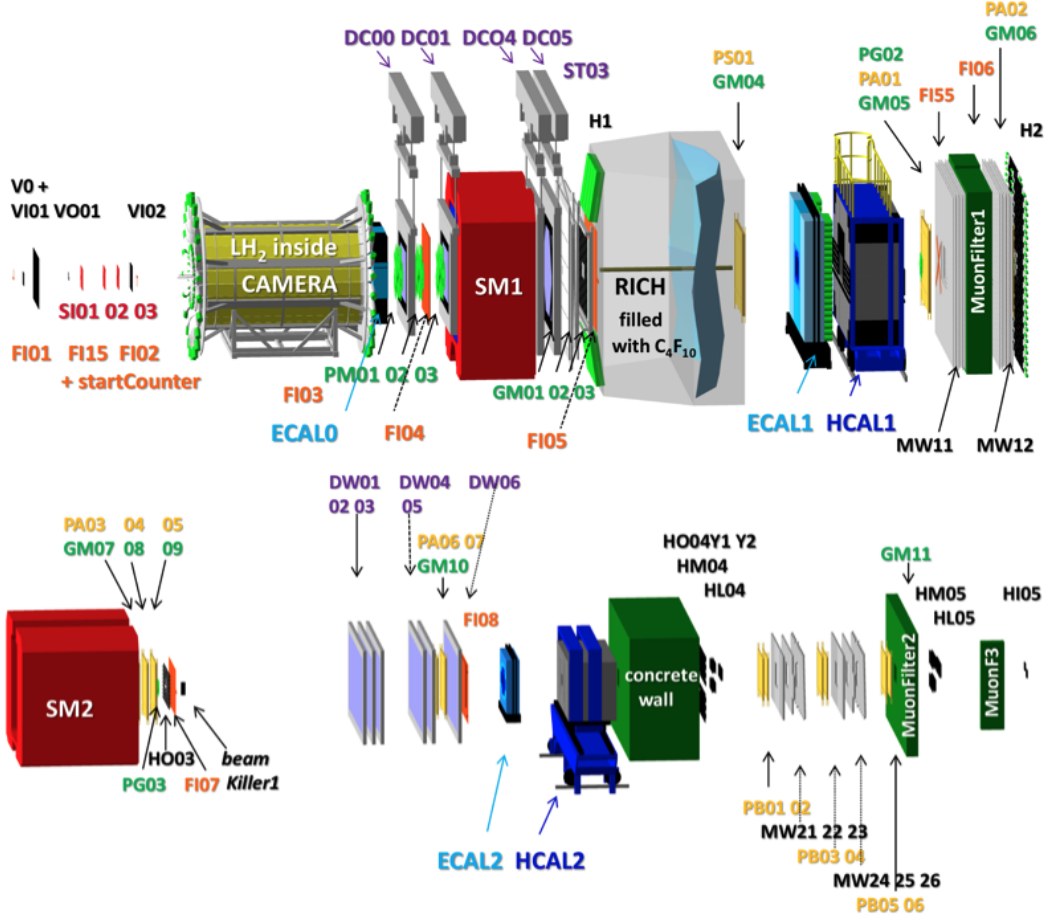 DC00 DC01 DCO4 DC05
ST03
PS01
GM04
PG02
PA01
GM05
FI55
FI06
PA02
GM06
H1
H2
V0 +
VI01 VO01 VI02
LH2 inside
CAMERA
SM1
RICH
filled
with C4F10
MuonFilter1
SI01 02 03
FI01 FI15 FI02
+ startCounter
PM01 02 03
FI03
ECAL0
FI04
GM01 02 03
FI05
ECAL1 HCAL1
MW11 MW12
PA03 04 05
GM07 08 09
DW01
02 03
DW04
05
DW06
PA06 07
GM10
FI08
HO04Y1 Y2
HM04
HL04
GM11
HM05
HL05
HI05
SM2
concrete
wall
MuonFilter2
MuonF3
HO03
PG03
FI07
beam
Killer1
ECAL2 HCAL2
PB01 02
MW21 22 23
PB03 04
MW24 25 26
PB05 06